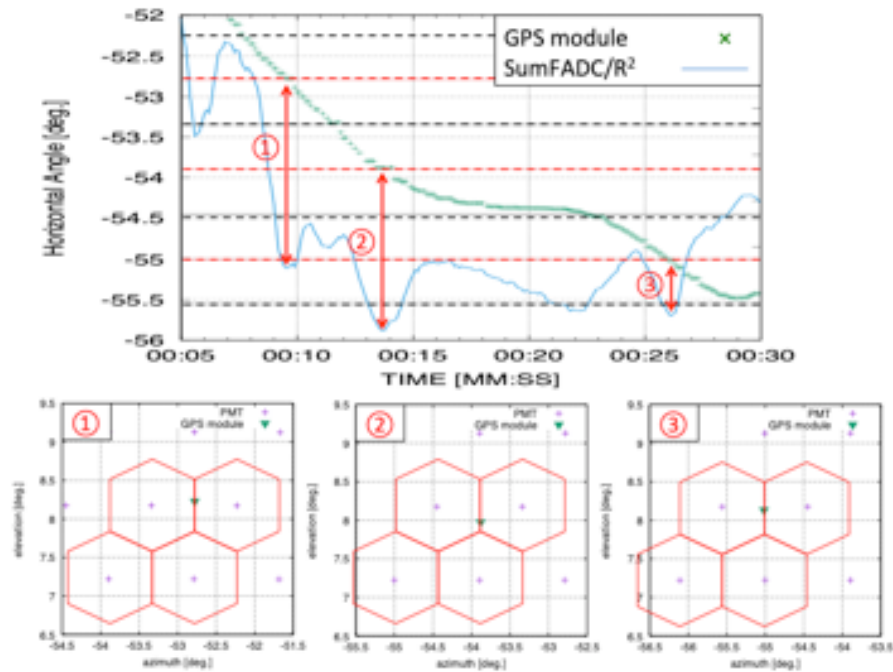 -52
-52.5
-53
-53.5
-54
-54.5
-55
-55.5
-56
Horizontal Angle [deg.]
GPS module
SumFADC/R²
①
②
③
00:05 00:10 00:15 00:20 00:25 00:30
TIME [MM:SS]
①
PMT
GPS module
9.5
9
8.5
8
7.5
7
6.5
elevation [deg.]
-54.5 -54 -53.5 -53 -52.5 -52 -51.5
azimuth [deg.]
②
PMT
GPS module
9.5
9
8.5
8
7.5
7
6.5
elevation [deg.]
-55.5 -55 -54.5 -54 -53.5 -53 -52.5
azimuth [deg.]
③
PMT
GPS module
9.5
9
8.5
8
7.5
7
6.5
elevation [deg.]
-56.5 -56 -55.5 -55 -54.5 -54 -53.5
azimuth [deg.]